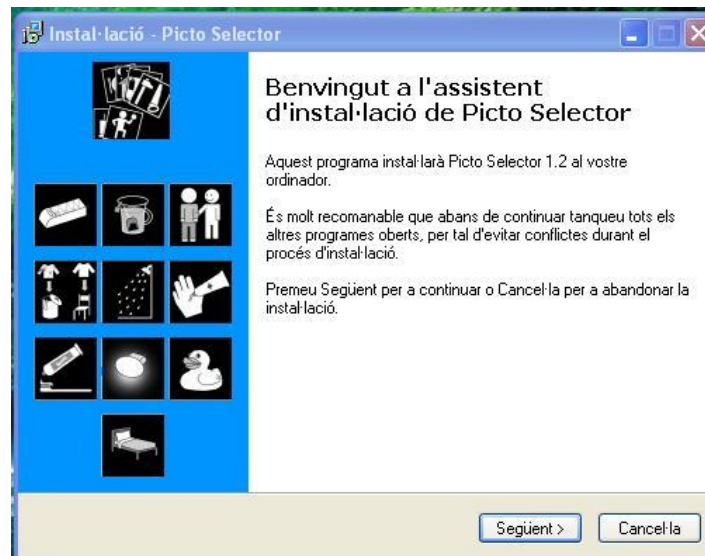 Instal·lació - Picto Selector
Benvingut a l'assistent
d'instal·lació de Picto Selector
Aquest programa instal·larà Picto Selector 1.2 al vostre
ordinador.
És molt recomanable que abans de continuar tanqueu tots els
altres programes oberts, per tal d'evitar conflictes durant el
procés d'instal·lació.
Premeu Següent per a continuar o Cancel·la per a abandonar la
instal·lació.
Següent >
Cancel·la